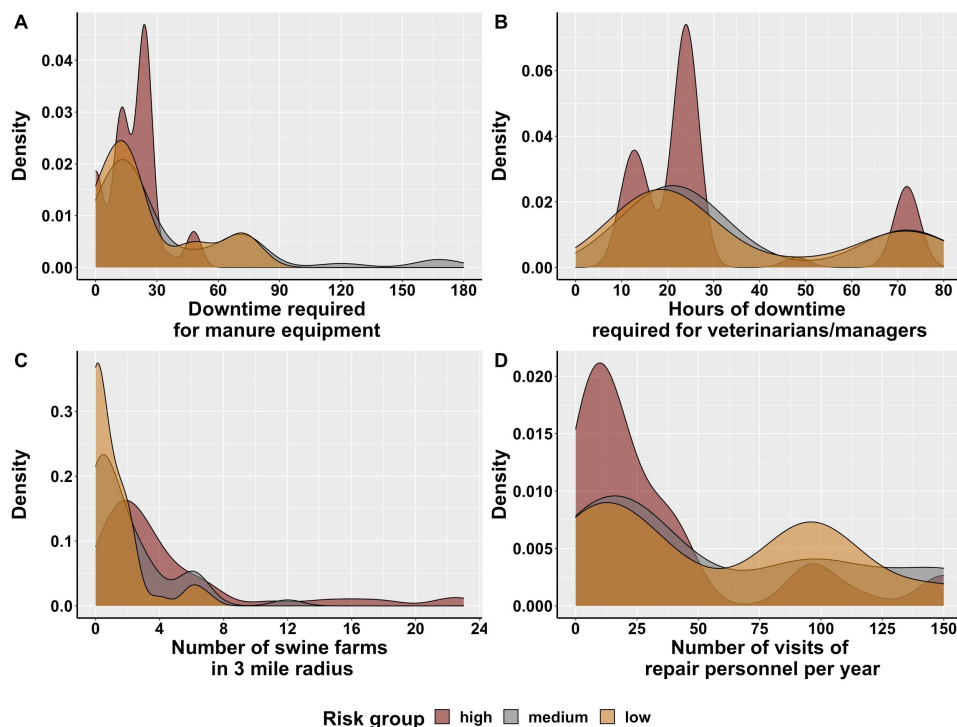 A
Density
0.04
0.03
0.02
0.01
0.00
0 30 60 90 120 150 180
Downtime required
for manure equipment
B
Density
0.06
0.04
0.02
0.00
0 10 20 30 40 50 60 70 80
Hours of downtime
required for veterinarians/managers
C
Density
0.3
0.2
0.1
0.0
0 4 8 12 16 20 24
Number of swine farms
in 3 mile radius
D
Density
0.020
0.015
0.010
0.005
0.000
0 25 50 75 100 125 150
Number of visits of
repair personnel per year
Risk group high medium low